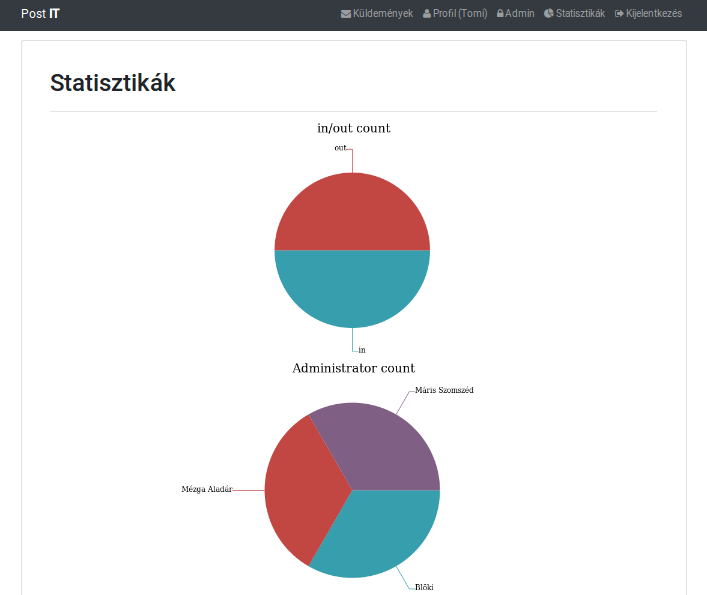 Post IT
Küldemények Profil (Tomi) Admin Statisztikák Kijelentkezés
Statisztikák
in/out count
out
in
Administrator count
Máris Szomszéd
Mézga Aladár
Blöki